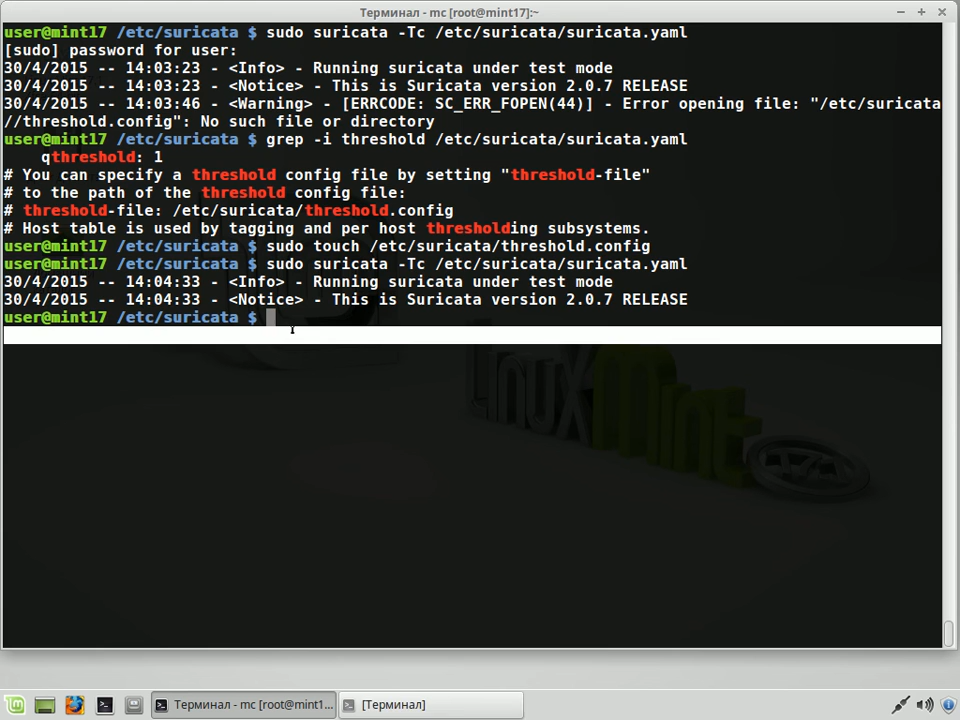 Терминал - mc [root@mint17]:~
user@mint17 /etc/suricata $ sudo suricata -Tc /etc/suricata/suricata.yaml
[sudo] password for user:
30/4/2015 -- 14:03:23 - <Info> - Running suricata under test mode
30/4/2015 -- 14:03:23 - <Notice> - This is Suricata version 2.0.7 RELEASE
30/4/2015 -- 14:03:46 - <Warning> - [ERRCODE: SC_ERR_FOPEN(44)] - Error opening file: "/etc/suricata
//threshold.config": No such file or directory
user@mint17 /etc/suricata $ grep -i threshold /etc/suricata/suricata.yaml
    qthreshold: 1
# You can specify a threshold config file by setting "threshold-file"
# to the path of the threshold config file:
# threshold-file: /etc/suricata/threshold.config
# Host table is used by tagging and per host thresholding subsystems.
user@mint17 /etc/suricata $ sudo touch /etc/suricata/threshold.config
user@mint17 /etc/suricata $ sudo suricata -Tc /etc/suricata/suricata.yaml
30/4/2015 -- 14:04:33 - <Info> - Running suricata under test mode
30/4/2015 -- 14:04:33 - <Notice> - This is Suricata version 2.0.7 RELEASE
user@mint17 /etc/suricata $
Linux Mint
17.1
Терминал - mc [root@mint1... [Терминал]